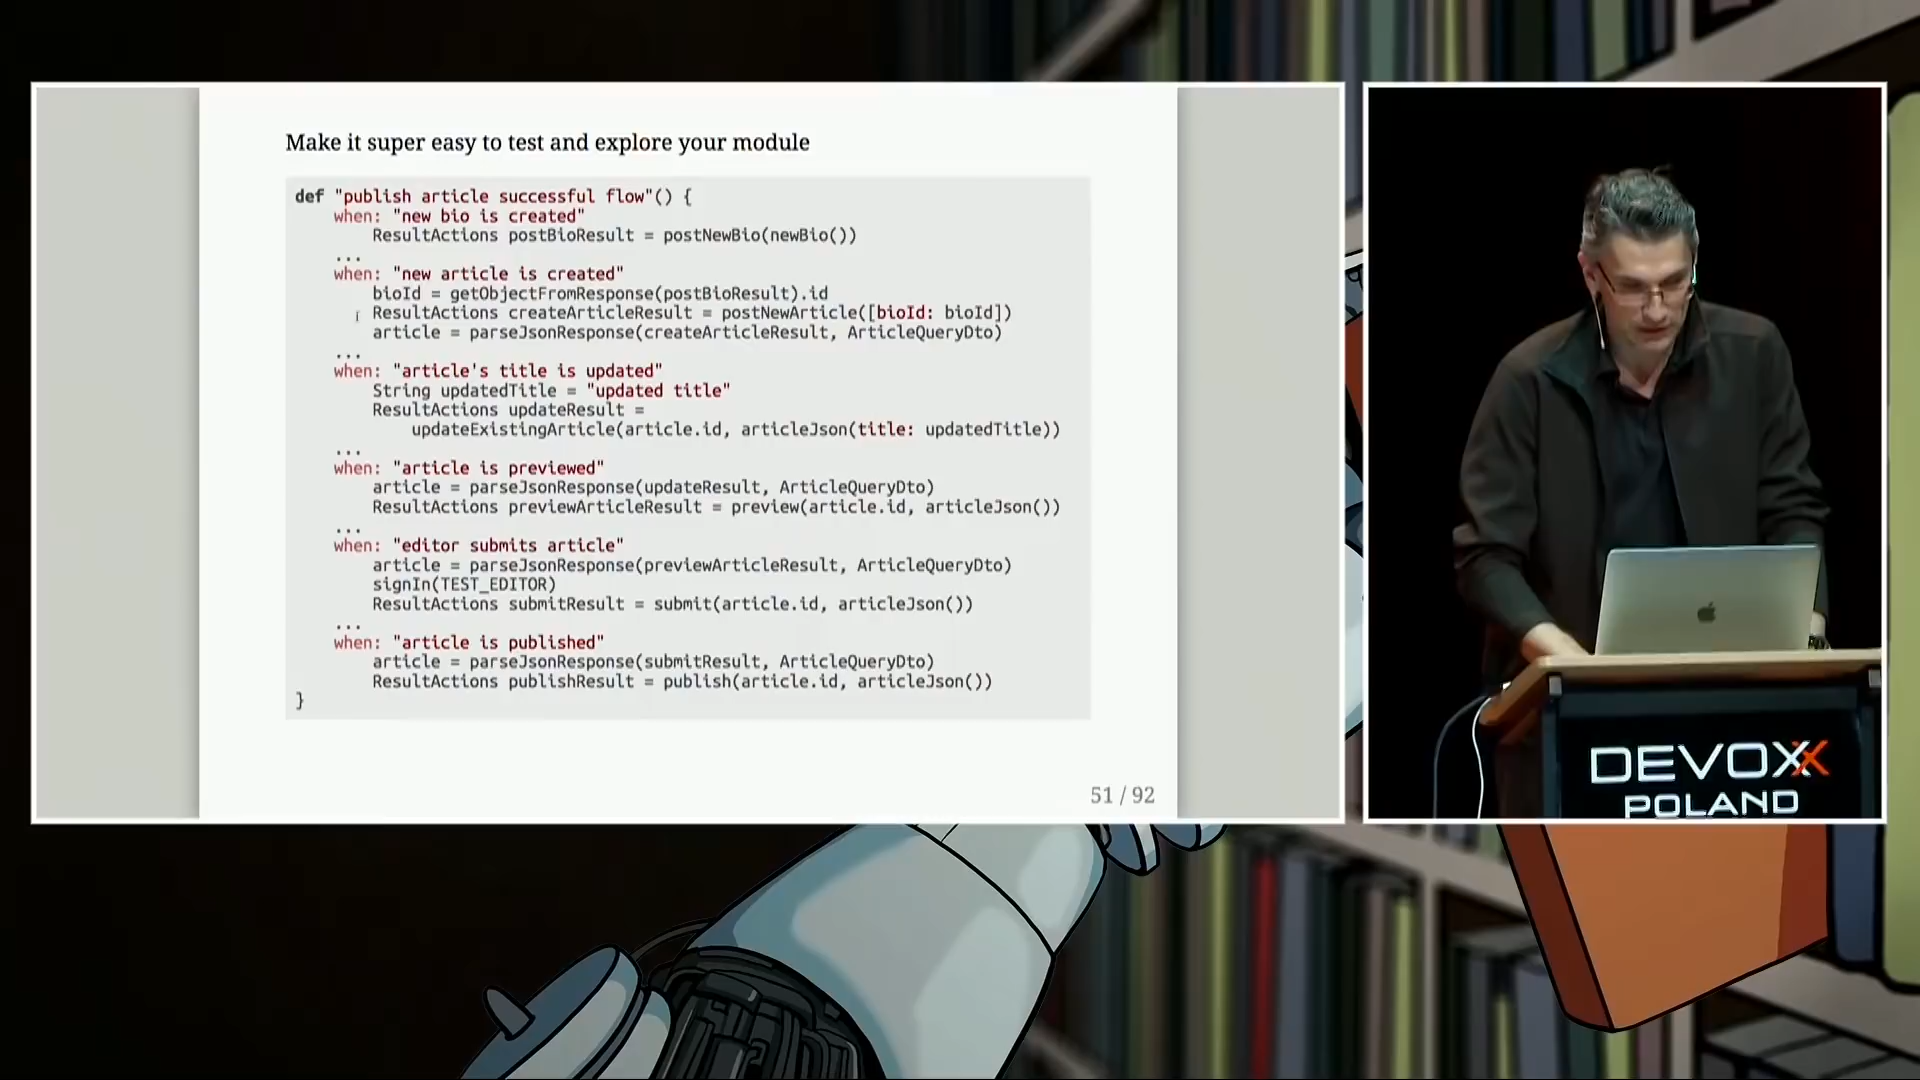 Make it super easy to test and explore your module
def "publish article successful flow"() {
when: "new bio is created"
ResultActions postBioResult = postNewBio(newBio())
...
when: "new article is created"
bioId = getObjectFromResponse(postBioResult).id
ResultActions createArticleResult = postNewArticle([bioId: bioId])
article = parseJsonResponse(createArticleResult, ArticleQueryDto)
...
when: "article's title is updated"
String updatedTitle = "updated title"
ResultActions updateResult =
updateExistingArticle(article.id, articleJson(title: updatedTitle))
...
when: "article is previewed"
article = parseJsonResponse(updateResult, ArticleQueryDto)
ResultActions previewArticleResult = preview(article.id, articleJson())
...
when: "editor submits article"
article = parseJsonResponse(previewArticleResult, ArticleQueryDto)
signIn(TEST_EDITOR)
ResultActions submitResult = submit(article.id, articleJson())
...
when: "article is published"
article = parseJsonResponse(submitResult, ArticleQueryDto)
ResultActions publishResult = publish(article.id, articleJson())
}
51 / 92
DEVOXX
POLAND